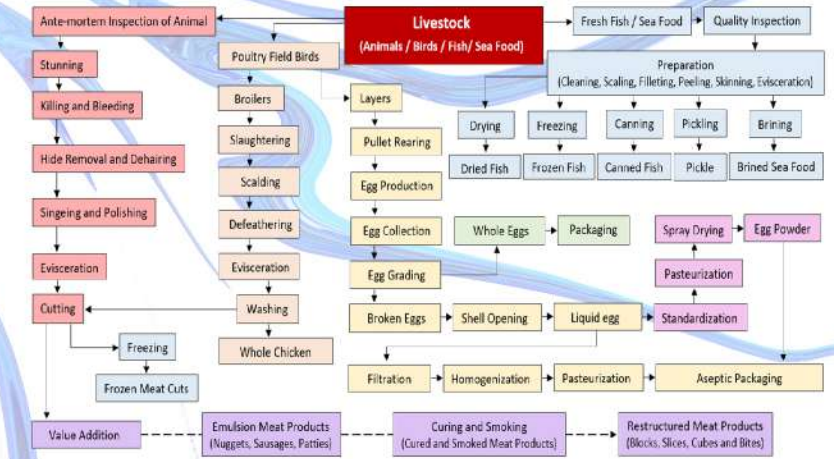 Livestock
(Animals / Birds / Fish/ Sea Food)
Ante-mortem Inspection of Animal
Stunning
Killing and Bleeding
Hide Removal and Dehairing
Singeing and Polishing
Evisceration
Cutting
Freezing
Frozen Meat Cuts
Poultry Field Birds
Broilers
Slaughtering
Scalding
Defeathering
Evisceration
Washing
Whole Chicken
Layers
Pullet Rearing
Egg Production
Egg Collection
Egg Grading
Whole Eggs
Packaging
Broken Eggs
Shell Opening
Liquid egg
Standardization
Pasteurization
Spray Drying
Egg Powder
Filtration
Homogenization
Pasteurization
Aseptic Packaging
Fresh Fish / Sea Food
Quality Inspection
Preparation
(Cleaning, Scaling, Filleting, Peeling, Skinning, Evisceration)
Drying
Freezing
Canning
Pickling
Brining
Dried Fish
Frozen Fish
Canned Fish
Pickle
Brined Sea Food
Value Addition
Emulsion Meat Products
(Nuggets, Sausages, Patties)
Curing and Smoking
(Cured and Smoked Meat Products)
Restructured Meat Products
(Blocks, Slices, Cubes and Bites)